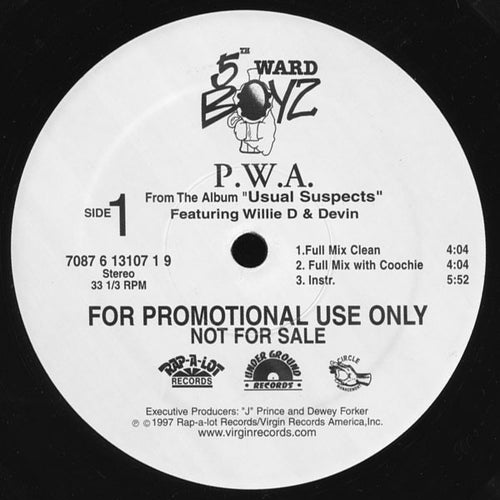 5TH WARD
BOYZ
P.W.A.
From The Album "Usual Suspects"
Featuring Willie D & Devin
SIDE 1
7087 6 13107 1 9
Stereo
33 1/3 RPM
1.Full Mix Clean 4:04
2. Full Mix with Coochie 4:04
3. Instr. 5:52
FOR PROMOTIONAL USE ONLY
NOT FOR SALE
RAP-A-LOT
RECORDS
UNDER GROUND
RECORDS
CIRCLE
MANAGEMENT
Executive Producers: "J" Prince and Dewey Forker
℗ © 1997 Rap-a-lot Records/Virgin Records America,Inc.
www.virginrecords.com